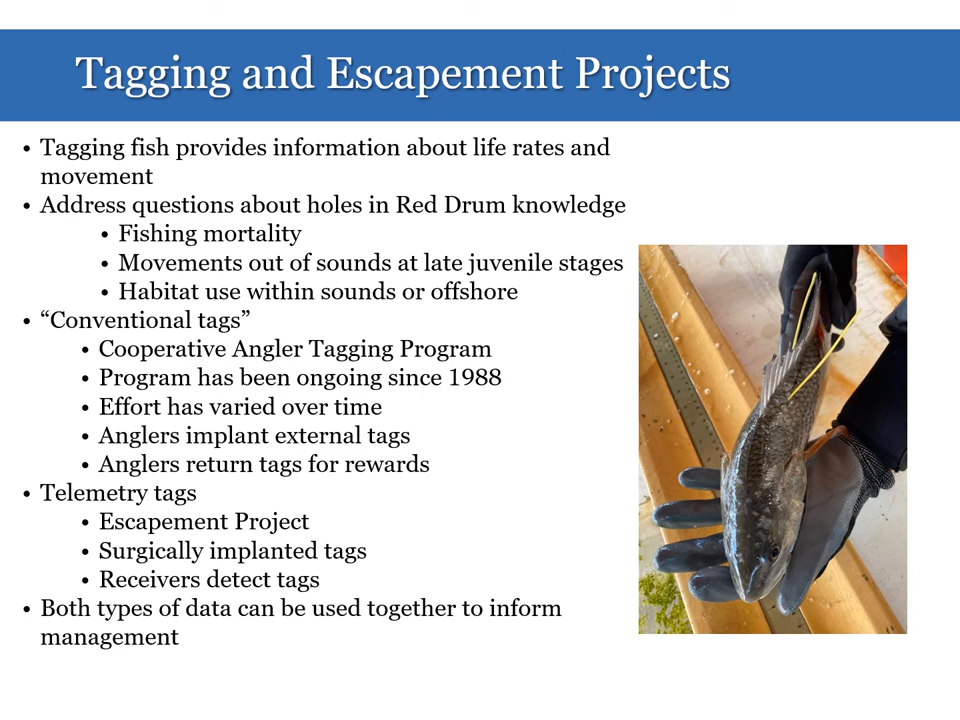 Tagging and Escapement Projects
• Tagging fish provides information about life rates and
movement
• Address questions about holes in Red Drum knowledge
• Fishing mortality
• Movements out of sounds at late juvenile stages
• Habitat use within sounds or offshore
• “Conventional tags”
• Cooperative Angler Tagging Program
• Program has been ongoing since 1988
• Effort has varied over time
• Anglers implant external tags
• Anglers return tags for rewards
• Telemetry tags
• Escapement Project
• Surgically implanted tags
• Receivers detect tags
• Both types of data can be used together to inform
management